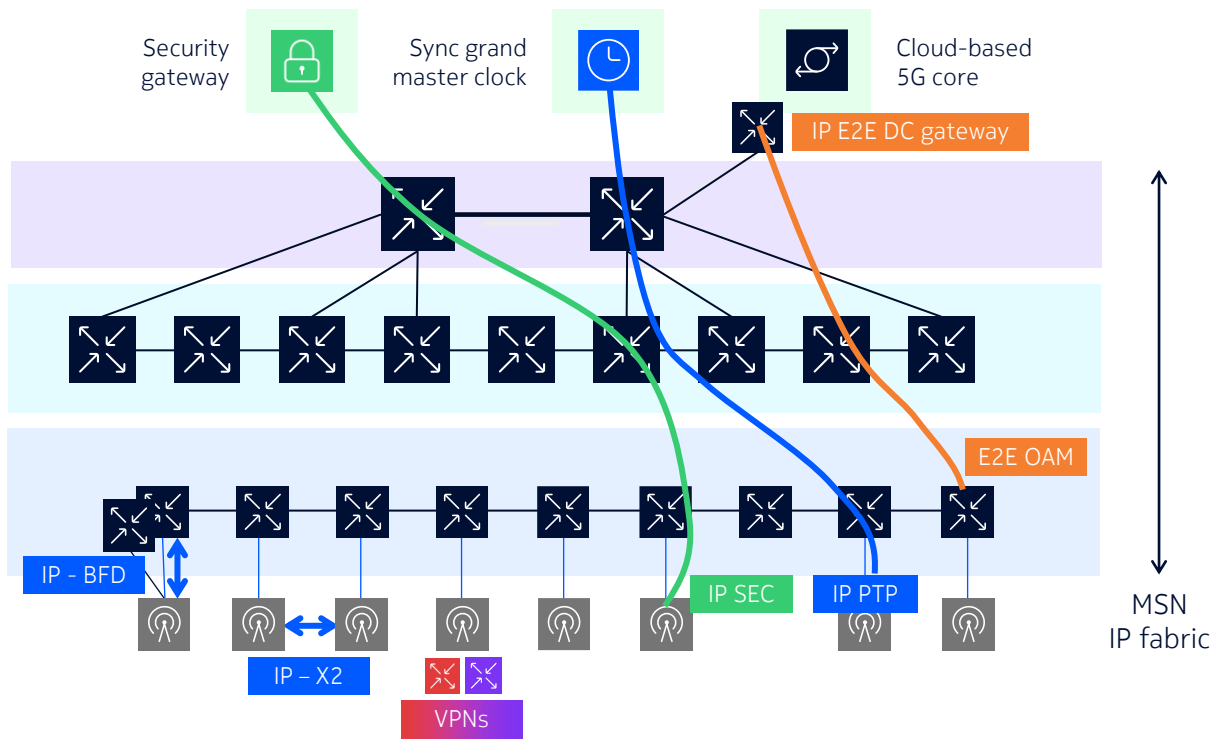 Security
gateway
Sync grand
master clock
Cloud-based
5G core
IP E2E DC gateway
E2E OAM
IP - BFD
IP SEC
IP PTP
MSN
IP fabric
IP – X2
VPNs